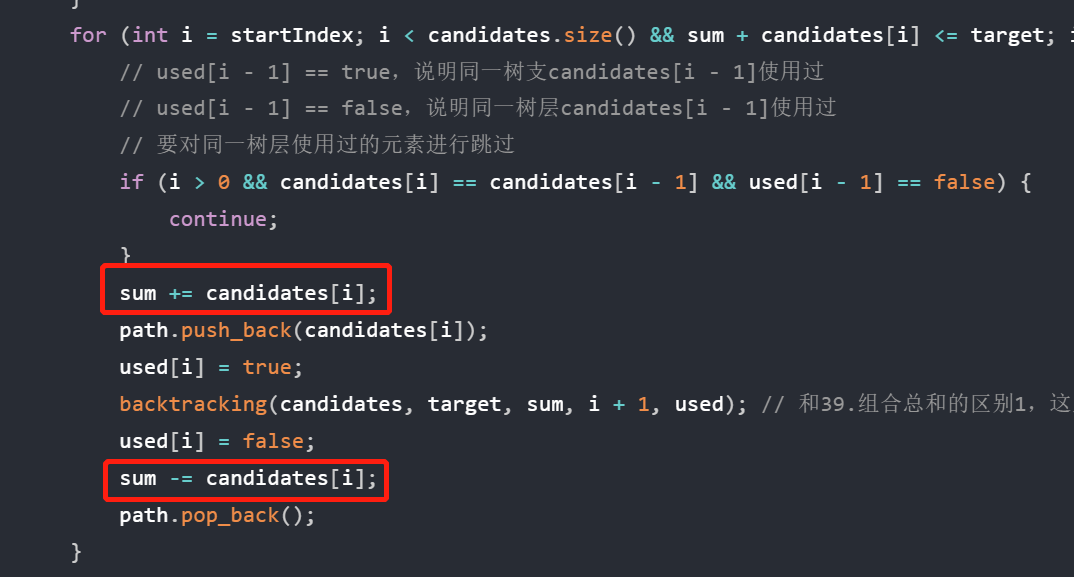 }
for (int i = startIndex; i < candidates.size() && sum + candidates[i] <= target; i
// used[i - 1] == true，说明同一树支candidates[i - 1]使用过
// used[i - 1] == false，说明同一树层candidates[i - 1]使用过
// 要对同一树层使用过的元素进行跳过
if (i > 0 && candidates[i] == candidates[i - 1] && used[i - 1] == false) {
continue;
}
sum += candidates[i];
path.push_back(candidates[i]);
used[i] = true;
backtracking(candidates, target, sum, i + 1, used); // 和39.组合总和的区别1，这
used[i] = false;
sum -= candidates[i];
path.pop_back();
}